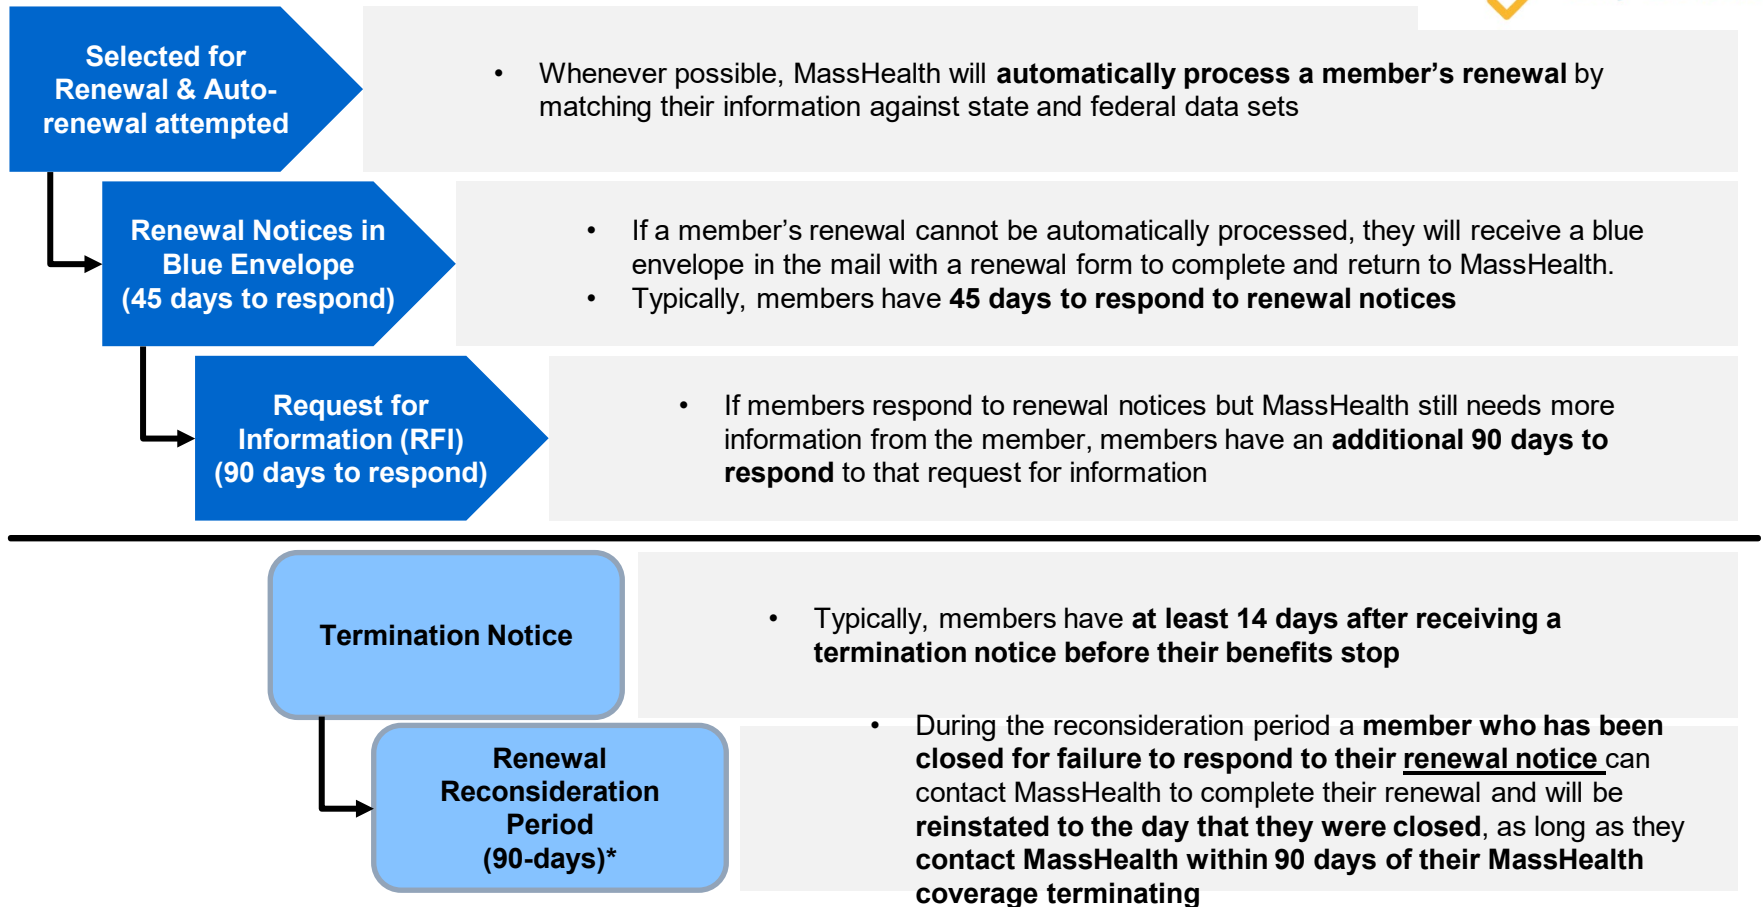 Selected for
Renewal & Auto-
renewal attempted
• Whenever possible, MassHealth will automatically process a member’s renewal by
matching their information against state and federal data sets
Renewal Notices in
Blue Envelope
(45 days to respond)
• If a member’s renewal cannot be automatically processed, they will receive a blue
envelope in the mail with a renewal form to complete and return to MassHealth.
• Typically, members have 45 days to respond to renewal notices
Request for
Information (RFI)
(90 days to respond)
• If members respond to renewal notices but MassHealth still needs more
information from the member, members have an additional 90 days to
respond to that request for information
Termination Notice
• Typically, members have at least 14 days after receiving a
termination notice before their benefits stop
Renewal
Reconsideration
Period
(90-days)*
• During the reconsideration period a member who has been
closed for failure to respond to their renewal notice can
contact MassHealth to complete their renewal and will be
reinstated to the day that they were closed, as long as they
contact MassHealth within 90 days of their MassHealth
coverage terminating